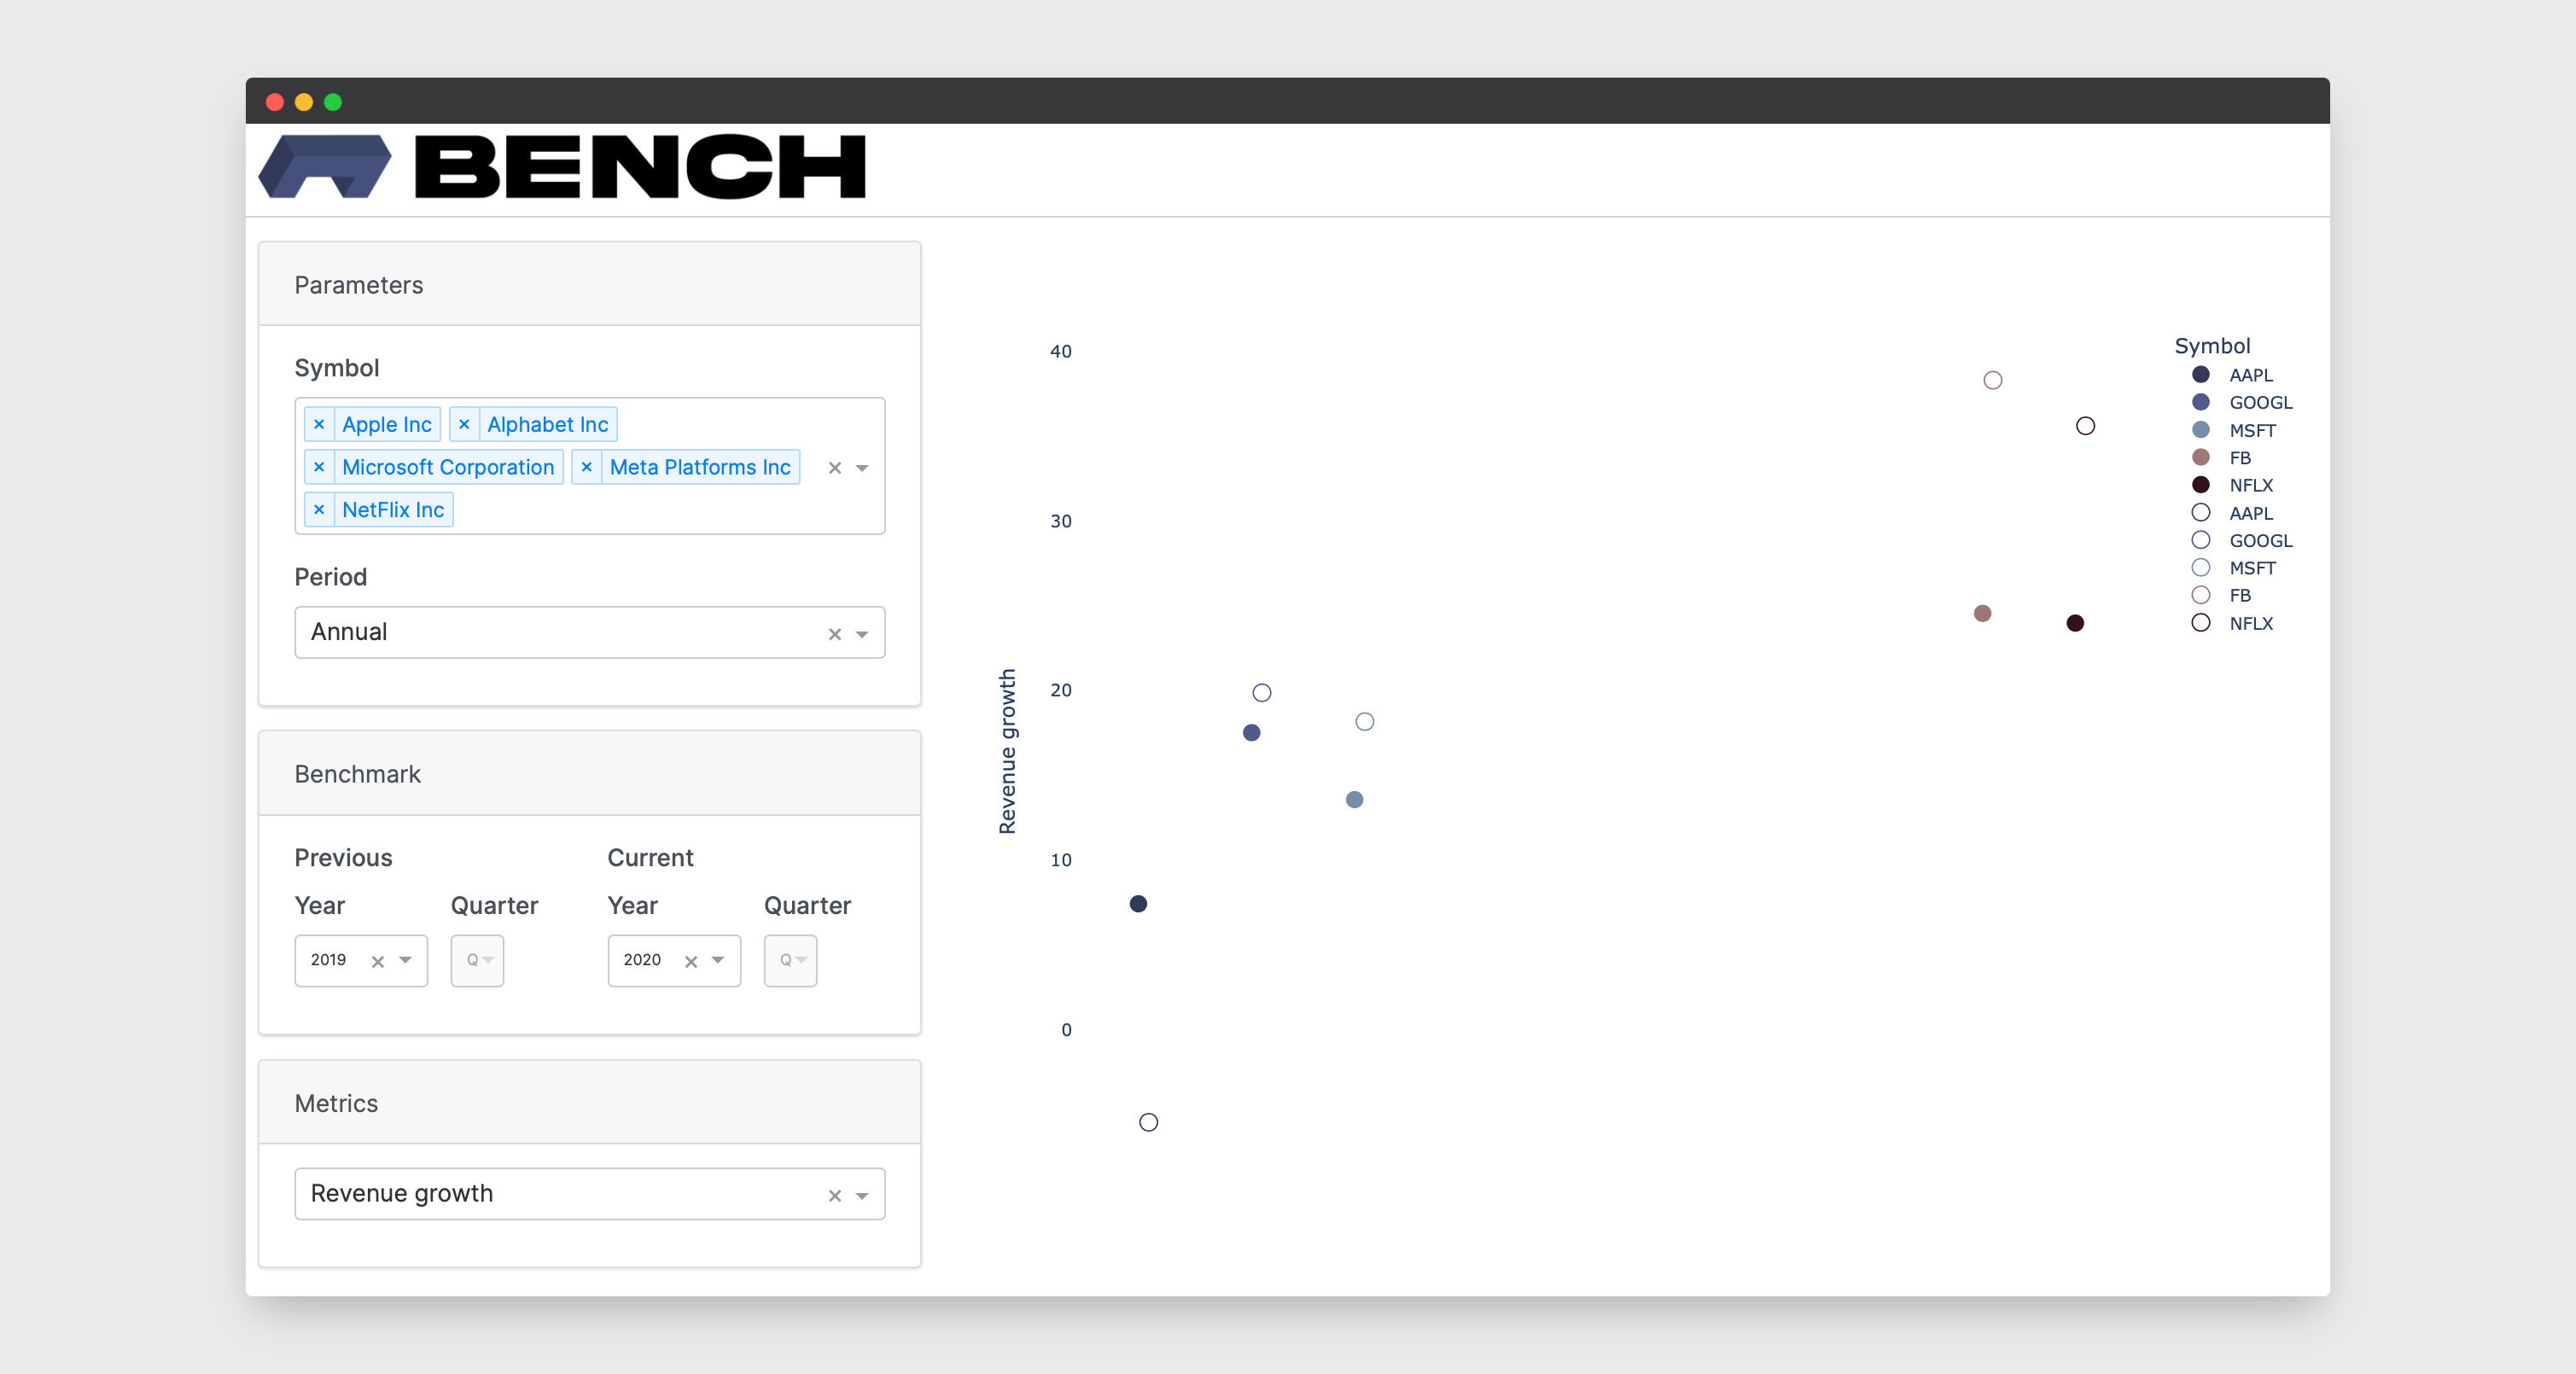 BENCH
Parameters
Symbol
× Apple Inc × Alphabet Inc
× Microsoft Corporation × Meta Platforms Inc
× NetFlix Inc
Period
Annual
Benchmark
Previous Current
Year Quarter Year Quarter
2019 Q 2020 Q
Metrics
Revenue growth
Revenue growth
40
30
20
10
0
Symbol
AAPL
GOOGL
MSFT
FB
NFLX
AAPL
GOOGL
MSFT
FB
NFLX